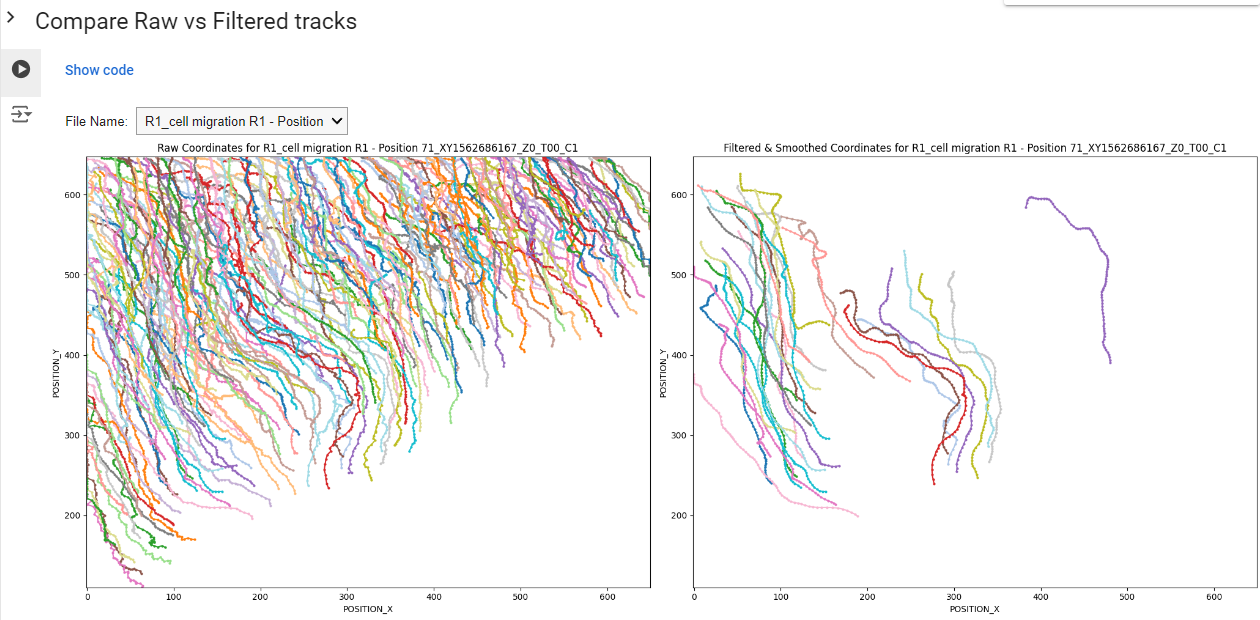 Compare Raw vs Filtered tracks
Show code
File Name: R1_cell migration R1 - Position
Raw Coordinates for R1_cell migration R1 - Position 71_XY1562686167_Z0_T00_C1
600
500
400
300
200
POSITION_Y
0 100 200 300 400 500 600
POSITION_X
Filtered & Smoothed Coordinates for R1_cell migration R1 - Position 71_XY1562686167_Z0_T00_C1
600
500
400
300
200
POSITION_Y
0 100 200 300 400 500 600
POSITION_X